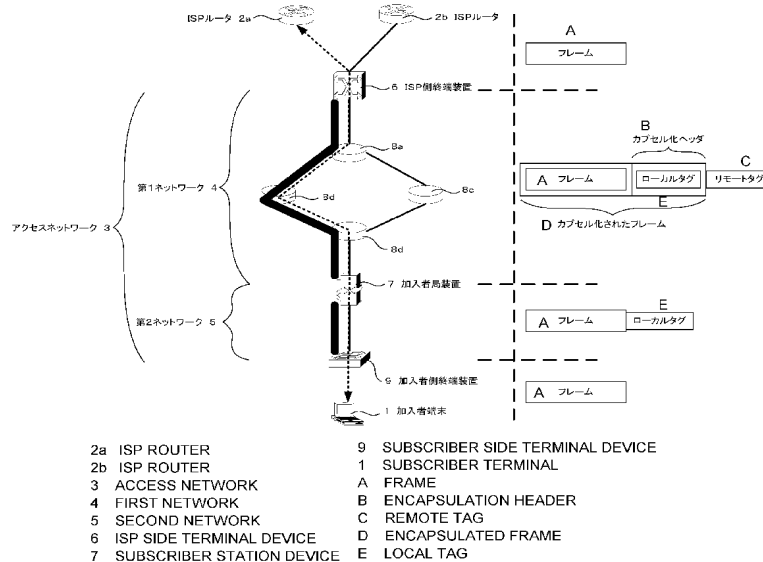 ISPルータ 2a
2b ISPルータ
A
フレーム
6 ISP側終端装置
B
カプセル化ヘッダ
C
8a
第1ネットワーク 4
A フレーム
ローカルタグ
リモートタグ
8d
8c
E
アクセスネットワーク 3
D カプセル化されたフレーム
8d
7 加入者局装置
E
第2ネットワーク 5
A フレーム
ローカルタグ
9 加入者側終端装置
A フレーム
1 加入者端末
2a ISP ROUTER
2b ISP ROUTER
3 ACCESS NETWORK
4 FIRST NETWORK
5 SECOND NETWORK
6 ISP SIDE TERMINAL DEVICE
7 SUBSCRIBER STATION DEVICE
9 SUBSCRIBER SIDE TERMINAL DEVICE
1 SUBSCRIBER TERMINAL
A FRAME
B ENCAPSULATION HEADER
C REMOTE TAG
D ENCAPSULATED FRAME
E LOCAL TAG